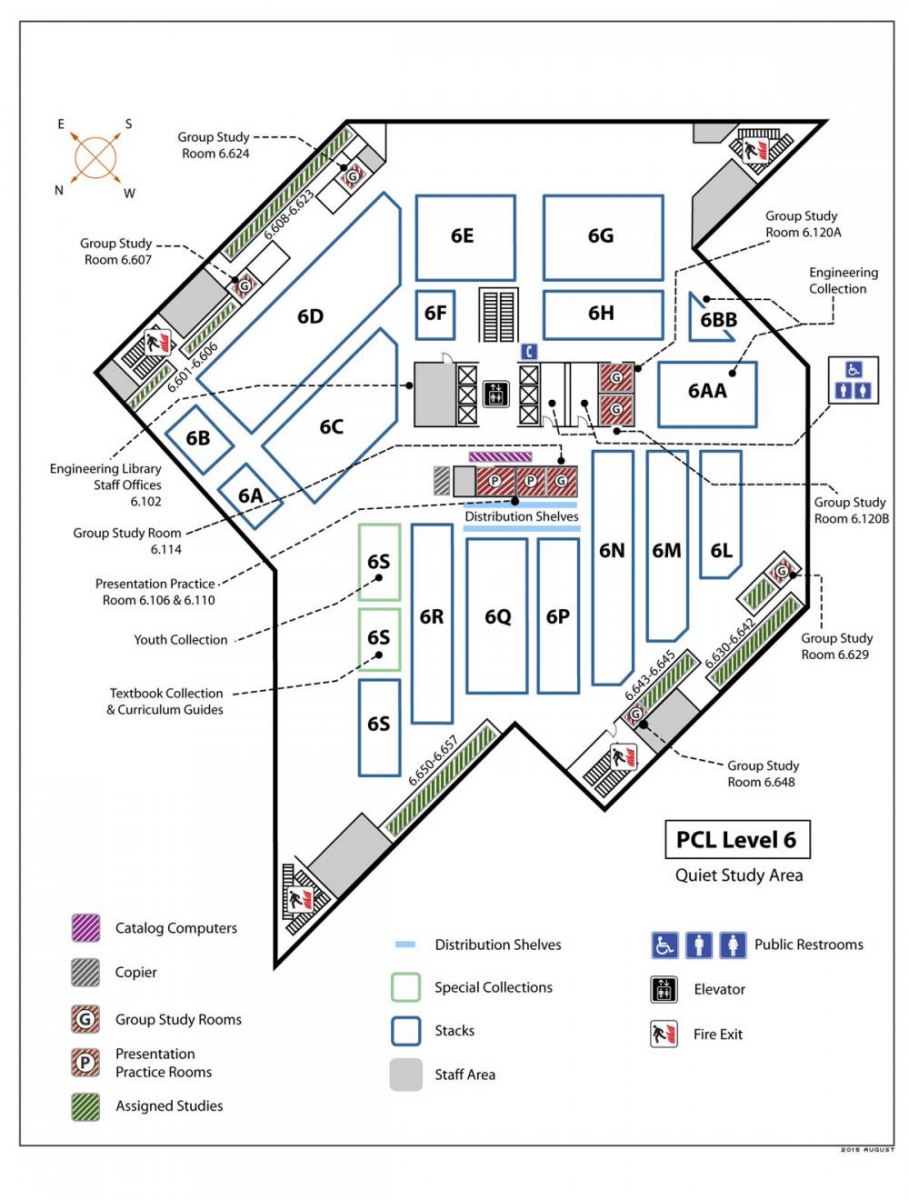 E
S
N
W
Group Study
Room 6.624
Group Study
Room 6.607
G
G
6.608-6.623
6.601-6.606
Group Study
Room 6.120A
Engineering
Collection
6E
6G
6D
6F
6H
6BB
6C
6AA
6B
6A
G
G
Engineering Library
Staff Offices
6.102
Group Study Room
6.114
Presentation Practice
Room 6.106 & 6.110
Youth Collection
Textbook Collection
& Curriculum Guides
P
P
G
Distribution Shelves
Group Study
Room 6.120B
6S
6S
6S
6R
6Q
6P
6N
6M
6L
G
Group Study
Room 6.629
6.630-6.642
6.643-6.645
G
Group Study
Room 6.648
6.650-6.657
PCL Level 6
Quiet Study Area
Catalog Computers
Copier
G
Group Study Rooms
P
Presentation
Practice Rooms
Assigned Studies
Distribution Shelves
Special Collections
Stacks
Staff Area
Public Restrooms
Elevator
Fire Exit
2015 AUGUST